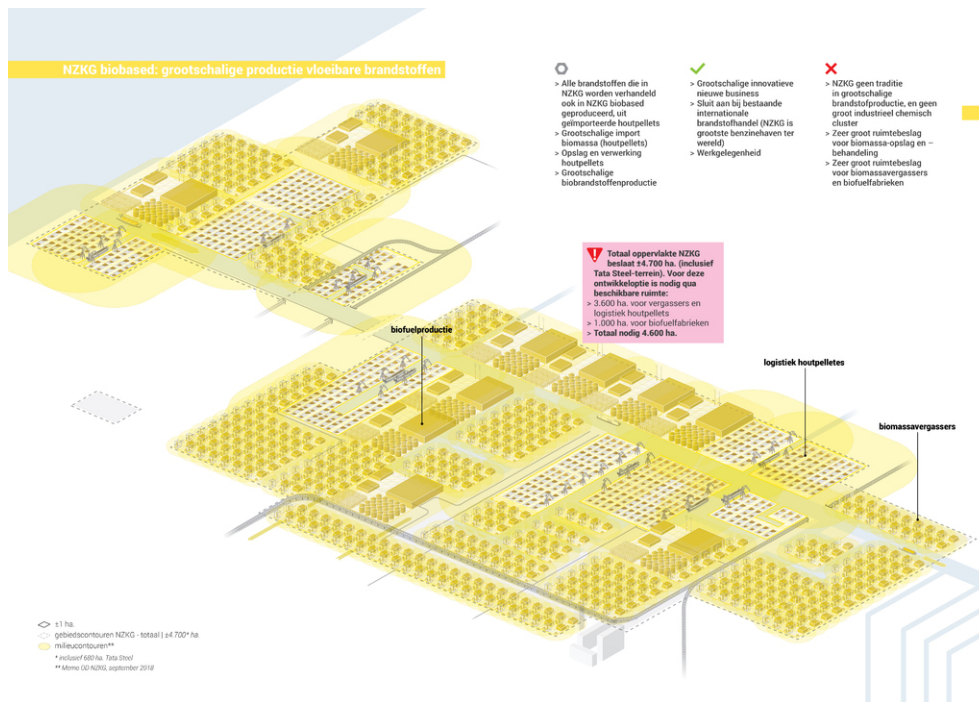 NZKG biobased: grootschalige productie vloeibare brandstoffen
> Alle brandstoffen die in
NZKG worden verhandeld
ook in NZKG biobased
geproduceerd, uit
geïmporteerde houtpellets
> Grootschalige import
biomassa (houtpellets)
> Opslag en verwerking
houtpellets
> Grootschalige
biobrandstoffenproductie
> Grootschalige innovatieve
nieuwe business
> Sluit aan bij bestaande
internationale
brandstofhandel (NZKG is
grootste benzinehaven ter
wereld)
> Werkgelegenheid
> NZKG geen traditie
in grootschalige
brandstofproductie, en geen
groot industrieel chemisch
cluster
> Zeer groot ruimtebeslag
voor biomassa-opslag en –
behandeling
> Zeer groot ruimtebeslag
voor biomassavergassers
en biofuelfabrieken
Totaal oppervlakte NZKG
beslaat ±4.700 ha. (inclusief
Tata Steel-terrein). Voor deze
ontwikkeloptie is nodig qua
beschikbare ruimte:
> 3.600 ha. voor vergassers en
logistiek houtpellets
> 1.000 ha. voor biofuelfabrieken
> Totaal nodig 4.600 ha.
biofuelproductie
logistiek houtpelletes
biomassavergassers
±1 ha.
gebiedscontouren NZKG - totaal | ±4.700* ha.
milieucontouren**
* inclusief 680 ha. Tata Steel
** Memo OD NZKG, september 2018